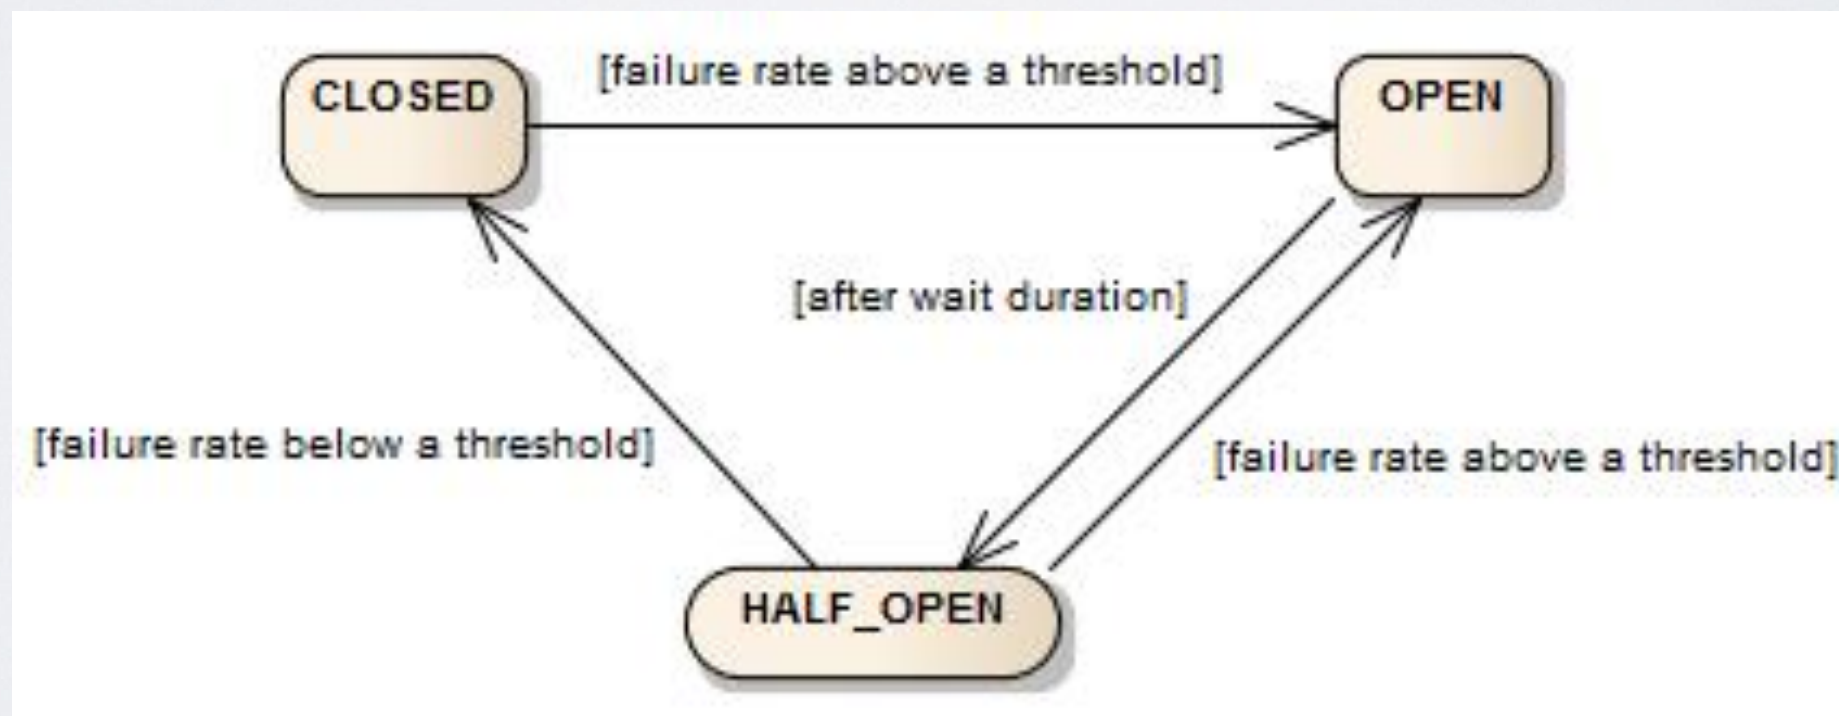 CLOSED
[failure rate above a threshold]
OPEN
[after wait duration]
[failure rate below a threshold]
[failure rate above a threshold]
HALF_OPEN